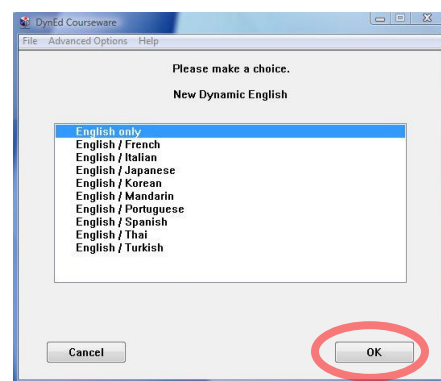 DynEd Courseware
File Advanced Options Help
Please make a choice.
New Dynamic English
English only
English / French
English / Italian
English / Japanese
English / Korean
English / Mandarin
English / Portuguese
English / Spanish
English / Thai
English / Turkish
Cancel OK